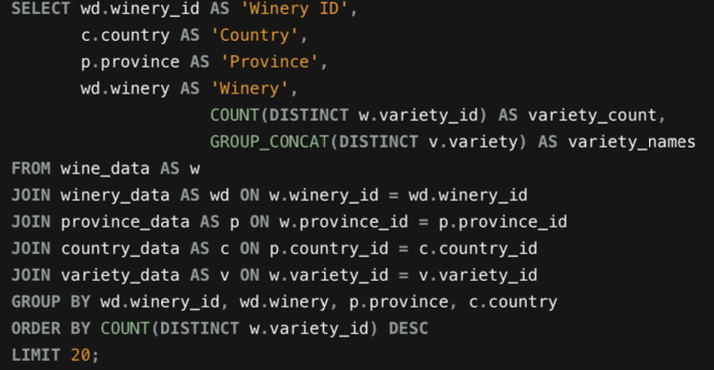 SELECT wd.winery_id AS 'Winery ID',
c.country AS 'Country',
p.province AS 'Province',
wd.winery AS 'Winery',
COUNT(DISTINCT w.variety_id) AS variety_count,
GROUP_CONCAT(DISTINCT v.variety) AS variety_names
FROM wine_data AS w
JOIN winery_data AS wd ON w.winery_id = wd.winery_id
JOIN province_data AS p ON w.province_id = p.province_id
JOIN country_data AS c ON p.country_id = c.country_id
JOIN variety_data AS v ON w.variety_id = v.variety_id
GROUP BY wd.winery_id, wd.winery, p.province, c.country
ORDER BY COUNT(DISTINCT w.variety_id) DESC
LIMIT 20;